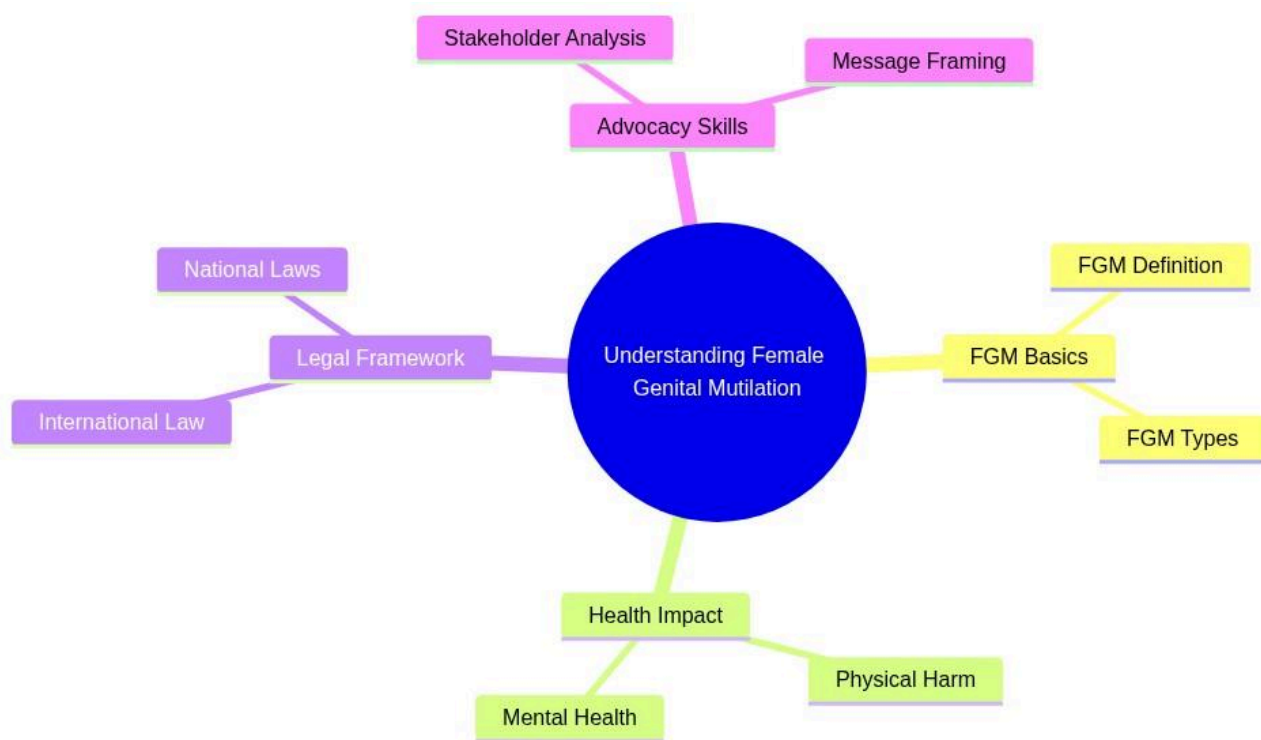 Stakeholder Analysis
Message Framing
Advocacy Skills
National Laws
Legal Framework
International Law
Understanding Female
Genital Mutilation
FGM Definition
FGM Basics
FGM Types
Health Impact
Physical Harm
Mental Health